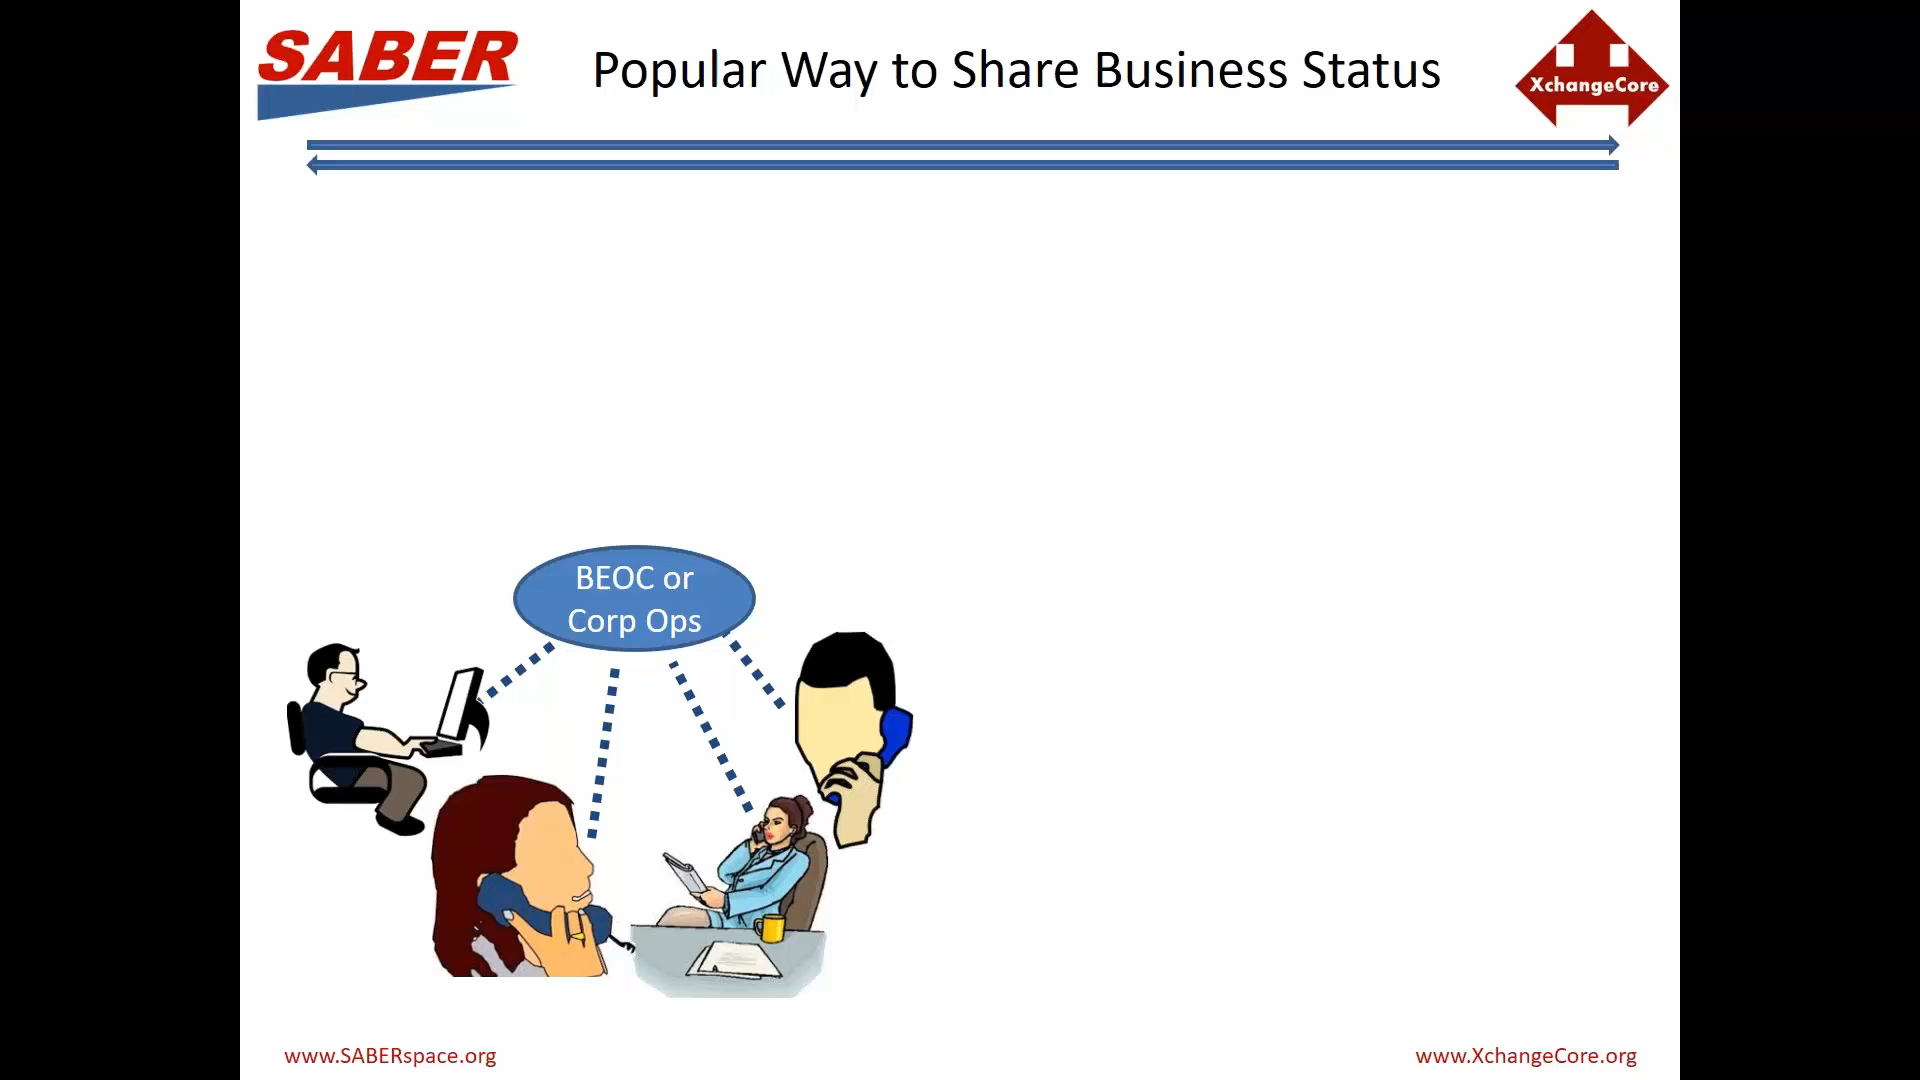 SABER
Popular Way to Share Business Status
XchangeCore
BEOC or
Corp Ops
www.SABERspace.org
www.XchangeCore.org